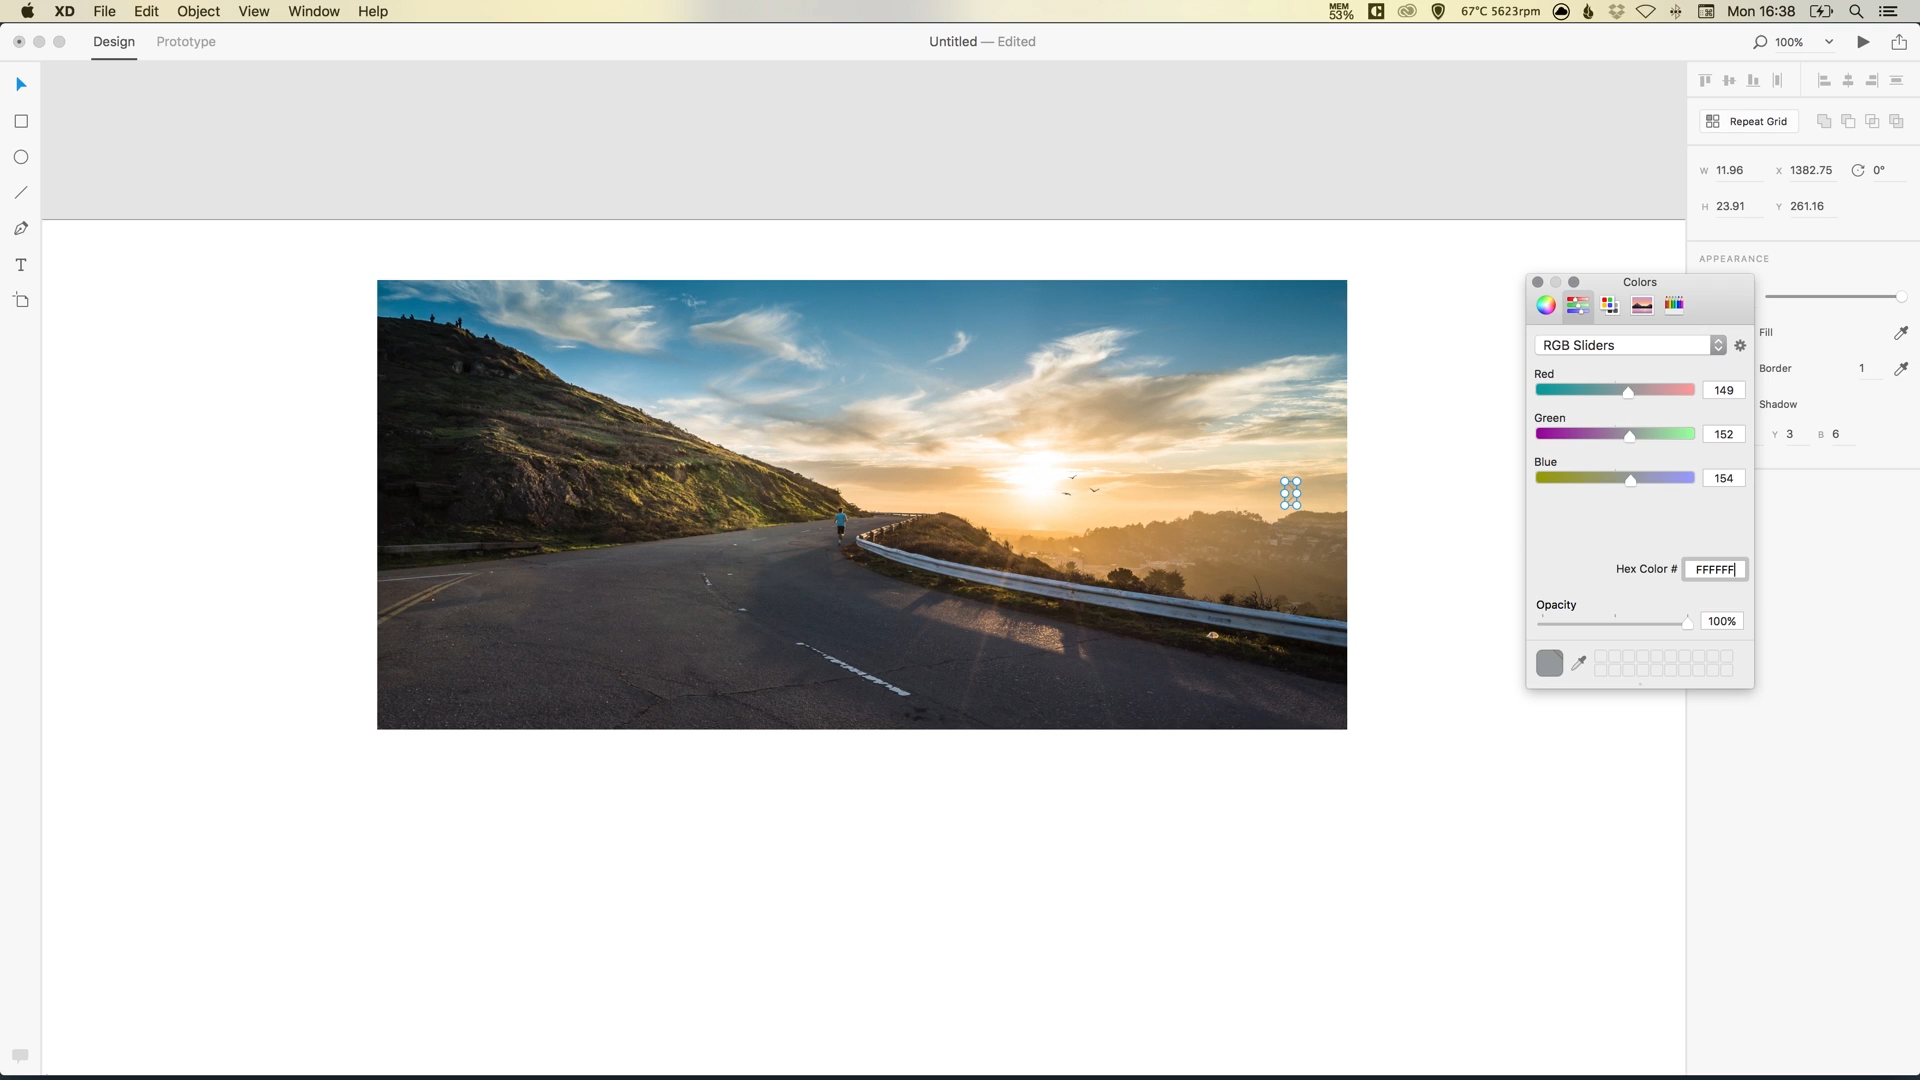 XD File Edit Object View Window Help
MEM 53% 67°C 5623rpm Mon 16:38
Design Prototype
Untitled — Edited
100%
Repeat Grid
W 11.96 X 1382.75 0°
H 23.91 Y 261.16
APPEARANCE
Colors
RGB Sliders
Fill
Red
149
Border 1
Green
152
Shadow
Y 3 B 6
Blue
154
Hex Color # FFFFFF
Opacity
100%
T